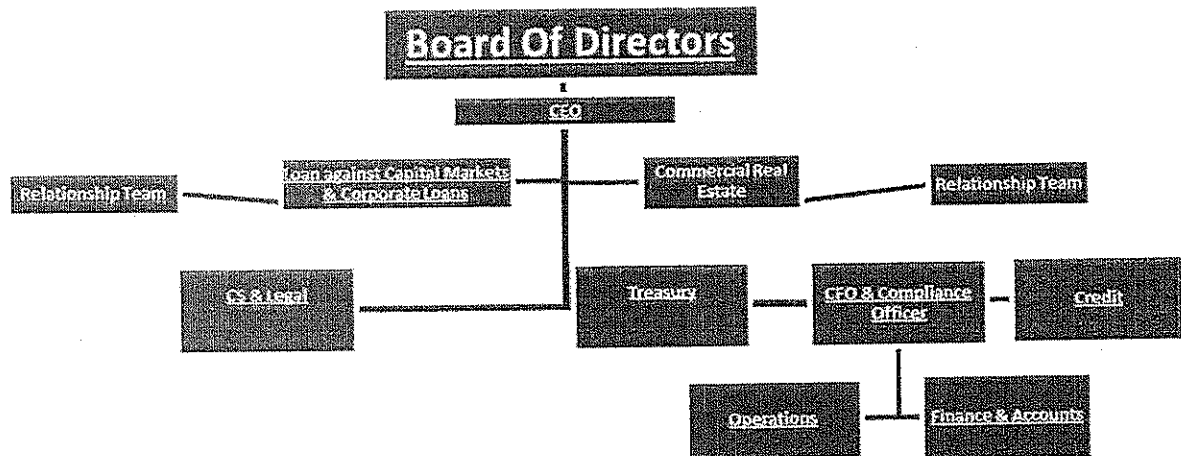 Board Of Directors
CEO
Loan against Capital Markets
& Corporate Loans
Commercial Real
Estate
Relationship Team
Relationship Team
CS & Legal
Treasury
CFO & Compliance
Officer
Credit
Operations
Finance & Accounts